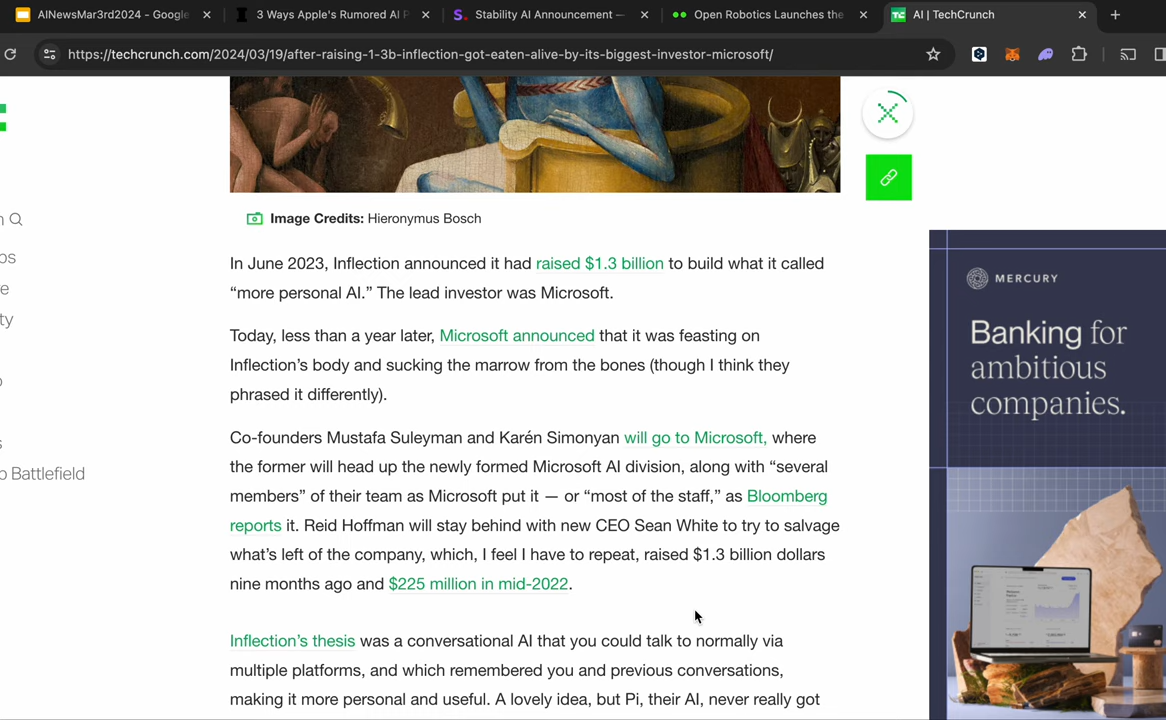 AINewsMar3rd2024 - Google
3 Ways Apple's Rumored AI P
Stability AI Announcement —
Open Robotics Launches the
AI | TechCrunch
https://techcrunch.com/2024/03/19/after-raising-1-3b-inflection-got-eaten-alive-by-its-biggest-investor-microsoft/
Image Credits: Hieronymus Bosch
In June 2023, Inflection announced it had raised $1.3 billion to build what it called
“more personal AI.” The lead investor was Microsoft.
Today, less than a year later, Microsoft announced that it was feasting on
Inflection’s body and sucking the marrow from the bones (though I think they
phrased it differently).
Co-founders Mustafa Suleyman and Karén Simonyan will go to Microsoft, where
the former will head up the newly formed Microsoft AI division, along with “several
members” of their team as Microsoft put it — or “most of the staff,” as Bloomberg
reports it. Reid Hoffman will stay behind with new CEO Sean White to try to salvage
what’s left of the company, which, I feel I have to repeat, raised $1.3 billion dollars
nine months ago and $225 million in mid-2022.
Inflection’s thesis was a conversational AI that you could talk to normally via
multiple platforms, and which remembered you and previous conversations,
making it more personal and useful. A lovely idea, but Pi, their AI, never really got
Battlefield
MERCURY
Banking for
ambitious
companies.